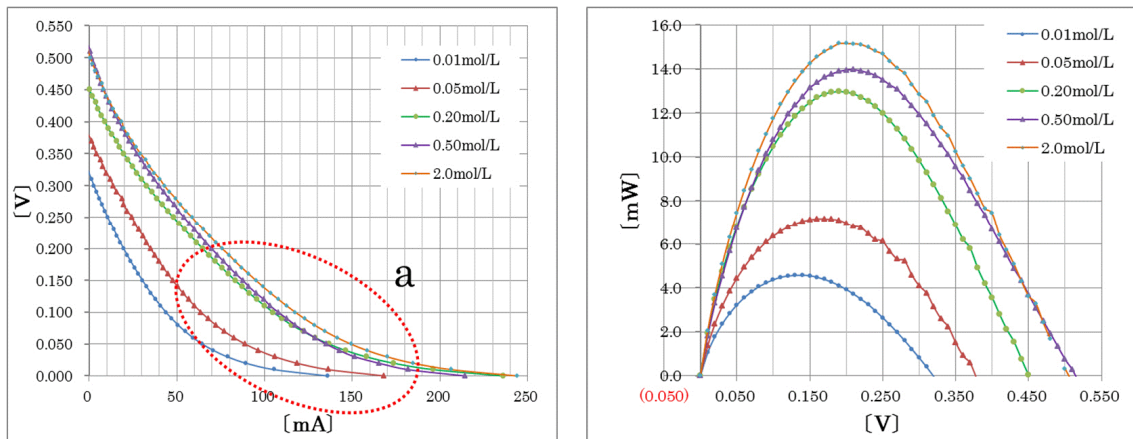 0.550
0.500
0.450
0.400
0.350
0.300
0.250
0.200
0.150
0.100
0.050
0.000
[V]
0 50 100 150 200 250
[mA]
0.01mol/L
0.05mol/L
0.20mol/L
0.50mol/L
2.0mol/L
a
16.0
14.0
12.0
10.0
8.0
6.0
4.0
2.0
0.0
[mW]
(0.050) 0.050 0.150 0.250 0.350 0.450 0.550
[V]
0.01mol/L
0.05mol/L
0.20mol/L
0.50mol/L
2.0mol/L